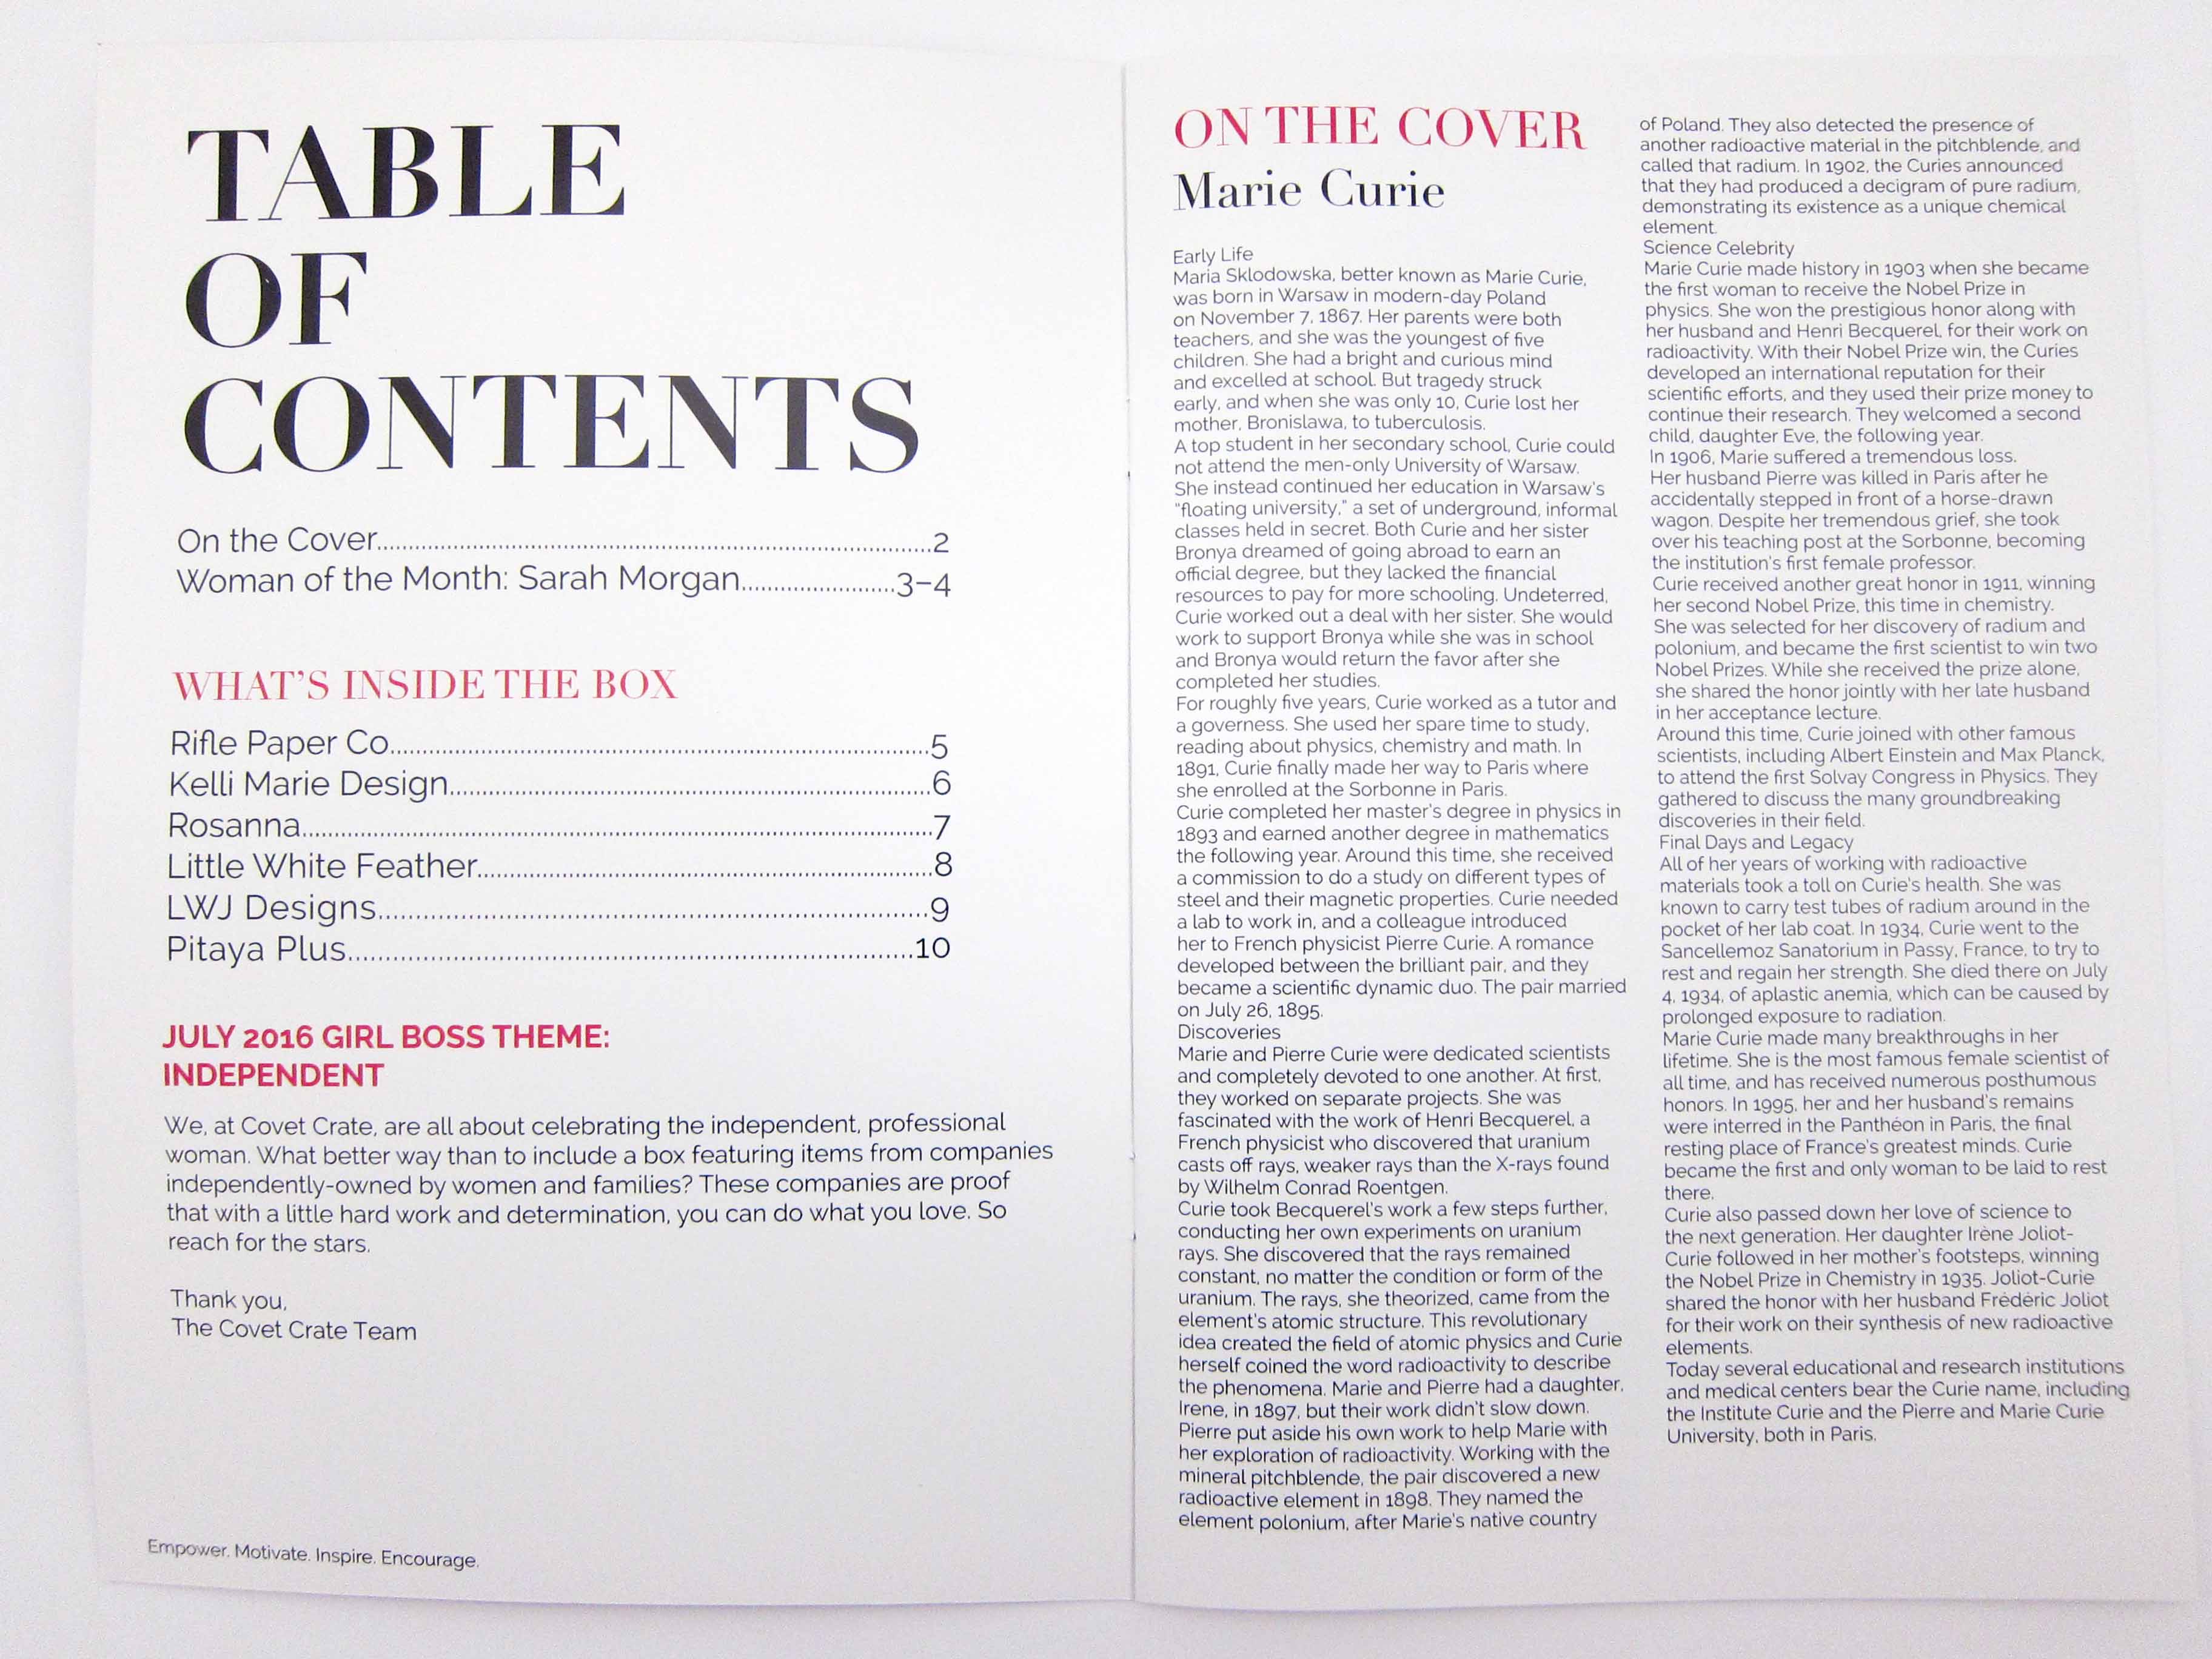 TABLE
OF
CONTENTS
On the Cover..........2
Woman of the Month: Sarah Morgan..........3–4
WHAT'S INSIDE THE BOX
Rifle Paper Co..........5
Kelli Marie Design..........6
Rosanna..........7
Little White Feather..........8
LWJ Designs..........9
Pitaya Plus..........10
JULY 2016 GIRL BOSS THEME:
INDEPENDENT
We, at Covet Crate, are all about celebrating the independent, professional
woman. What better way than to include a box featuring items from companies
independently-owned by women and families? These companies are proof
that with a little hard work and determination, you can do what you love. So
reach for the stars.
Thank you,
The Covet Crate Team
Empower. Motivate. Inspire. Encourage.
ON THE COVER
Marie Curie
Early Life
Maria Sklodowska, better known as Marie Curie,
was born in Warsaw in modern-day Poland
on November 7, 1867. Her parents were both
teachers, and she was the youngest of five
children. She had a bright and curious mind
and excelled at school. But tragedy struck
early, and when she was only 10, Curie lost her
mother, Bronislawa, to tuberculosis.
A top student in her secondary school, Curie could
not attend the men-only University of Warsaw.
She instead continued her education in Warsaw's
"floating university," a set of underground, informal
classes held in secret. Both Curie and her sister
Bronya dreamed of going abroad to earn an
official degree, but they lacked the financial
resources to pay for more schooling. Undeterred,
Curie worked out a deal with her sister. She would
work to support Bronya while she was in school
and Bronya would return the favor after she
completed her studies.
For roughly five years, Curie worked as a tutor and
a governess. She used her spare time to study,
reading about physics, chemistry and math. In
1891, Curie finally made her way to Paris where
she enrolled at the Sorbonne in Paris.
Curie completed her master's degree in physics in
1893 and earned another degree in mathematics
the following year. Around this time, she received
a commission to do a study on different types of
steel and their magnetic properties. Curie needed
a lab to work in, and a colleague introduced
her to French physicist Pierre Curie. A romance
developed between the brilliant pair, and they
became a scientific dynamic duo. The pair married
on July 26, 1895.
Discoveries
Marie and Pierre Curie were dedicated scientists
and completely devoted to one another. At first,
they worked on separate projects. She was
fascinated with the work of Henri Becquerel, a
French physicist who discovered that uranium
casts off rays, weaker rays than the X-rays found
by Wilhelm Conrad Roentgen.
Curie took Becquerel's work a few steps further,
conducting her own experiments on uranium
rays. She discovered that the rays remained
constant, no matter the condition or form of the
uranium. The rays, she theorized, came from the
element's atomic structure. This revolutionary
idea created the field of atomic physics and Curie
herself coined the word radioactivity to describe
the phenomena. Marie and Pierre had a daughter,
Irene, in 1897, but their work didn't slow down.
Pierre put aside his own work to help Marie with
her exploration of radioactivity. Working with the
mineral pitchblende, the pair discovered a new
radioactive element in 1898. They named the
element polonium, after Marie's native country
of Poland. They also detected the presence of
another radioactive material in the pitchblende, and
called that radium. In 1902, the Curies announced
that they had produced a decigram of pure radium,
demonstrating its existence as a unique chemical
element.
Science Celebrity
Marie Curie made history in 1903 when she became
the first woman to receive the Nobel Prize in
physics. She won the prestigious honor along with
her husband and Henri Becquerel, for their work on
radioactivity. With their Nobel Prize win, the Curies
developed an international reputation for their
scientific efforts, and they used their prize money to
continue their research. They welcomed a second
child, daughter Eve, the following year.
In 1906, Marie suffered a tremendous loss.
Her husband Pierre was killed in Paris after he
accidentally stepped in front of a horse-drawn
wagon. Despite her tremendous grief, she took
over his teaching post at the Sorbonne, becoming
the institution's first female professor.
Curie received another great honor in 1911, winning
her second Nobel Prize, this time in chemistry.
She was selected for her discovery of radium and
polonium, and became the first scientist to win two
Nobel Prizes. While she received the prize alone,
she shared the honor jointly with her late husband
in her acceptance lecture.
Around this time, Curie joined with other famous
scientists, including Albert Einstein and Max Planck,
to attend the first Solvay Congress in Physics. They
gathered to discuss the many groundbreaking
discoveries in their field.
Final Days and Legacy
All of her years of working with radioactive
materials took a toll on Curie's health. She was
known to carry test tubes of radium around in the
pocket of her lab coat. In 1934, Curie went to the
Sancellemoz Sanatorium in Passy, France, to try to
rest and regain her strength. She died there on July
4, 1934, of aplastic anemia, which can be caused by
prolonged exposure to radiation.
Marie Curie made many breakthroughs in her
lifetime. She is the most famous female scientist of
all time, and has received numerous posthumous
honors. In 1995, her and her husband's remains
were interred in the Panthéon in Paris, the final
resting place of France's greatest minds. Curie
became the first and only woman to be laid to rest
there.
Curie also passed down her love of science to
the next generation. Her daughter Irène Joliot-
Curie followed in her mother's footsteps, winning
the Nobel Prize in Chemistry in 1935. Joliot-Curie
shared the honor with her husband Frédéric Joliot
for their work on their synthesis of new radioactive
elements.
Today several educational and research institutions
and medical centers bear the Curie name, including
the Institute Curie and the Pierre and Marie Curie
University, both in Paris.